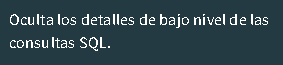 Oculta los detalles de bajo nivel de las
consultas SQL.